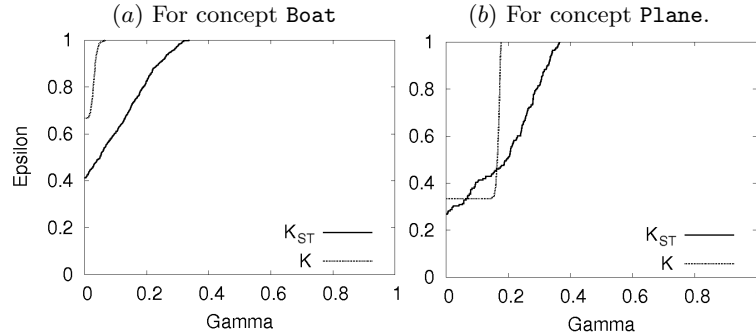 (a) For concept Boat
(b) For concept Plane.
1
0.8
0.6
0.4
0.2
0
Epsilon
K_ST
K
0 0.2 0.4 0.6 0.8 1
Gamma
1
0.8
0.6
0.4
0.2
0
K_ST
K
0 0.2 0.4 0.6 0.8
Gamma